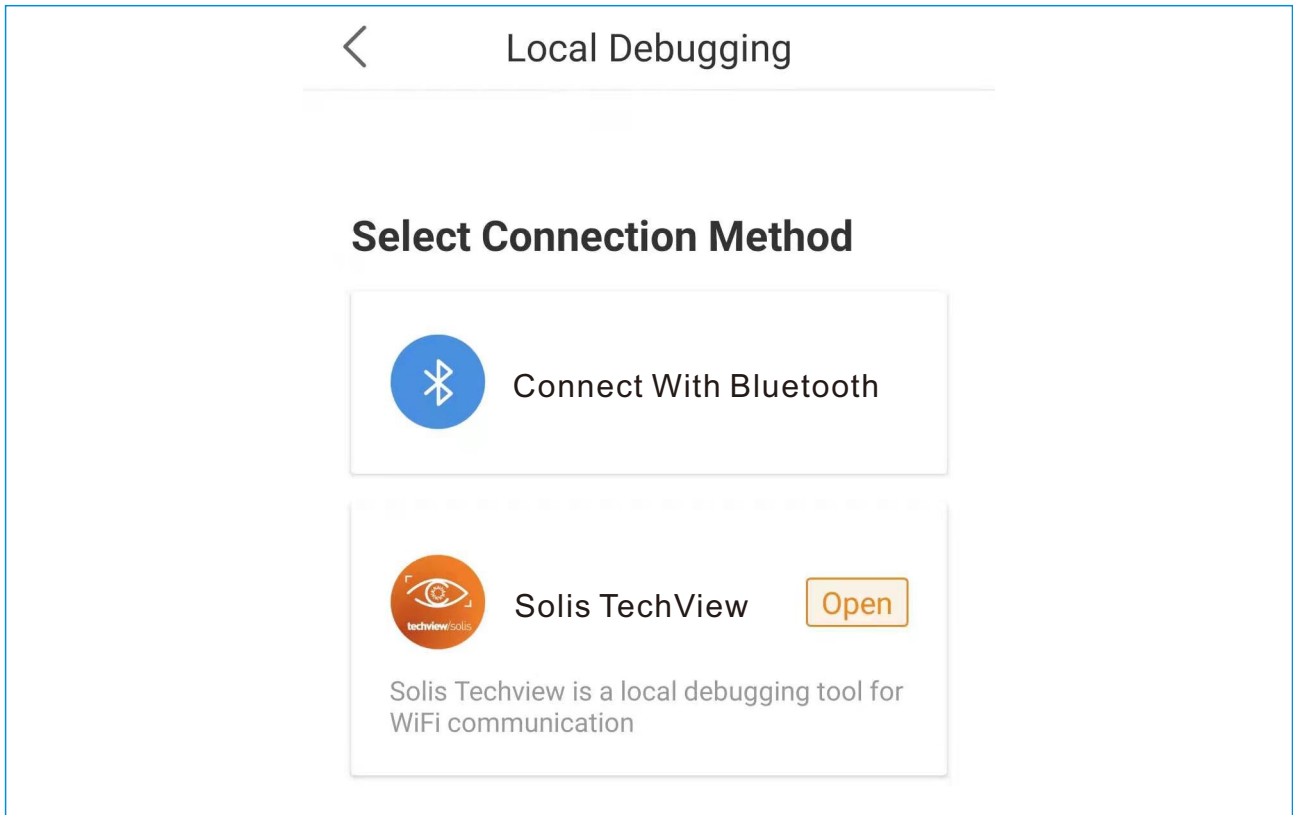 Local Debugging
Select Connection Method
Connect With Bluetooth
Solis TechView
Open
techview/solis
Solis Techview is a local debugging tool for
WiFi communication